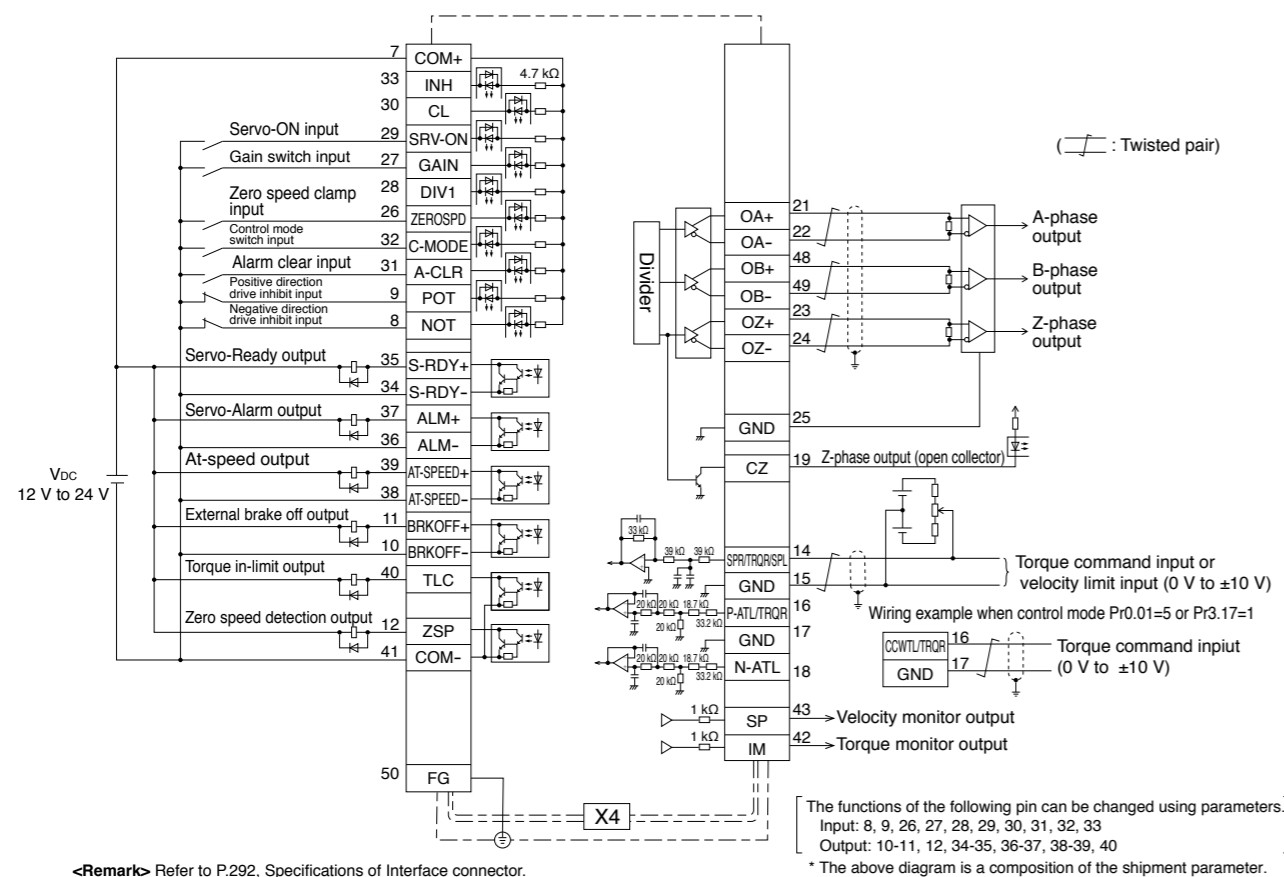 7 COM+
33 INH 4.7 kΩ
30 CL
Servo-ON input 29 SRV-ON
Gain switch input 27 GAIN
28 DIV1
Zero speed clamp
input 26 ZEROSPD
Control mode
switch input 32 C-MODE
Alarm clear input 31 A-CLR
Positive direction
drive inhibit input 9 POT
Negative direction
drive inhibit input 8 NOT
Servo-Ready output 35 S-RDY+
34 S-RDY-
Servo-Alarm output 37 ALM+
36 ALM-
At-speed output 39 AT-SPEED+
38 AT-SPEED-
External brake off output 11 BRKOFF+
10 BRKOFF-
Torque in-limit output 40 TLC
Zero speed detection output 12 ZSP
41 COM-
50 FG
VDC
12 V to 24 V
( : Twisted pair)
Divider
OA+ 21
OA- 22
A-phase
output
OB+ 48
OB- 49
B-phase
output
OZ+ 23
OZ- 24
Z-phase
output
GND 25
CZ 19 Z-phase output (open collector)
33 kΩ
39 kΩ 39 kΩ SPR/TRQR/SPL 14
GND 15
Torque command input or
velocity limit input (0 V to ±10 V)
20 kΩ 20 kΩ 18.7 kΩ
20 kΩ 33.2 kΩ
P-ATL/TRQR 16
GND 17
20 kΩ 20 kΩ 18.7 kΩ
20 kΩ 33.2 kΩ
N-ATL 18
Wiring example when control mode Pr0.01=5 or Pr3.17=1
CCWTL/TRQR 16
GND 17
Torque command inpuit
(0 V to ±10 V)
1 kΩ SP 43 Velocity monitor output
1 kΩ IM 42 Torque monitor output
X4
The functions of the following pin can be changed using parameters.
Input: 8, 9, 26, 27, 28, 29, 30, 31, 32, 33
Output: 10-11, 12, 34-35, 36-37, 38-39, 40
* The above diagram is a composition of the shipment parameter.
<Remark> Refer to P.292, Specifications of Interface connector.